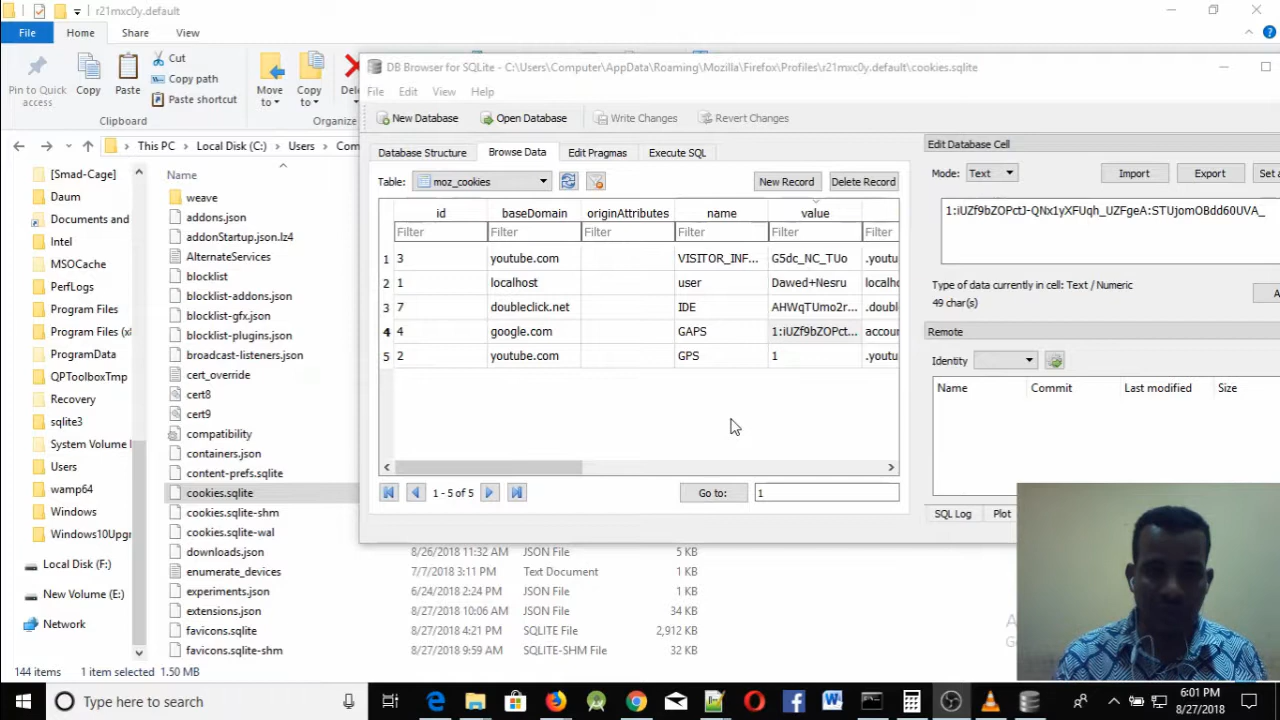 r21mxc0y.default
File Home Share View
Pin to Quick access
Copy
Paste
Cut
Copy path
Paste shortcut
Clipboard
Move to
Copy to
Organize
This PC > Local Disk (C:) > Users > Com
[Smad-Cage]
Daum
Documents and
Intel
MSOCache
PerfLogs
Program Files
Program Files (x
ProgramData
QPToolboxTmp
Recovery
sqlite3
System Volume
Users
wamp64
Windows
Windows10Upgr
Local Disk (F:)
New Volume (E:)
Network
Name
weave
addons.json
addonStartup.json.lz4
AlternateServices
blocklist
blocklist-addons.json
blocklist-gfx.json
blocklist-plugins.json
broadcast-listeners.json
cert_override
cert8
cert9
compatibility
containers.json
content-prefs.sqlite
cookies.sqlite
cookies.sqlite-shm
cookies.sqlite-wal
downloads.json 8/26/2018 11:32 AM JSON File 5 KB
enumerate_devices 7/7/2018 3:11 PM Text Document 1 KB
experiments.json 6/24/2018 2:24 PM JSON File 1 KB
extensions.json 8/27/2018 10:06 AM JSON File 34 KB
favicons.sqlite 8/27/2018 4:21 PM SQLITE File 2,912 KB
favicons.sqlite-shm 8/27/2018 9:59 AM SQLITE-SHM File 32 KB
144 items 1 item selected 1.50 MB
DB Browser for SQLite - C:\Users\Computer\AppData\Roaming\Mozilla\Firefox\Profiles\r21mxc0y.default\cookies.sqlite
File Edit View Help
New Database Open Database Write Changes Revert Changes
Database Structure Browse Data Edit Pragmas Execute SQL
Table: moz_cookies New Record Delete Record
id baseDomain originAttributes name value
Filter Filter Filter Filter Filter Filter
1 3 youtube.com VISITOR_INF... G5dc_NC_TUo .youtu
2 1 localhost user Dawed+Nesru localho
3 7 doubleclick.net IDE AHWqTUmo2r... .doubl
4 4 google.com GAPS 1:iUZf9bZOPct... accour
5 2 youtube.com GPS 1 .youtu
1 - 5 of 5 Go to: 1
Edit Database Cell
Mode: Text Import Export Set a
1:iUZf9bZOPctJ-QNx1yXFUqh_UZFgeA:STUjomOBdd60UVA_
Type of data currently in cell: Text / Numeric
49 char(s)
Remote
Identity
Name Commit Last modified Size
SQL Log Plot
Type here to search
6:01 PM
8/27/2018